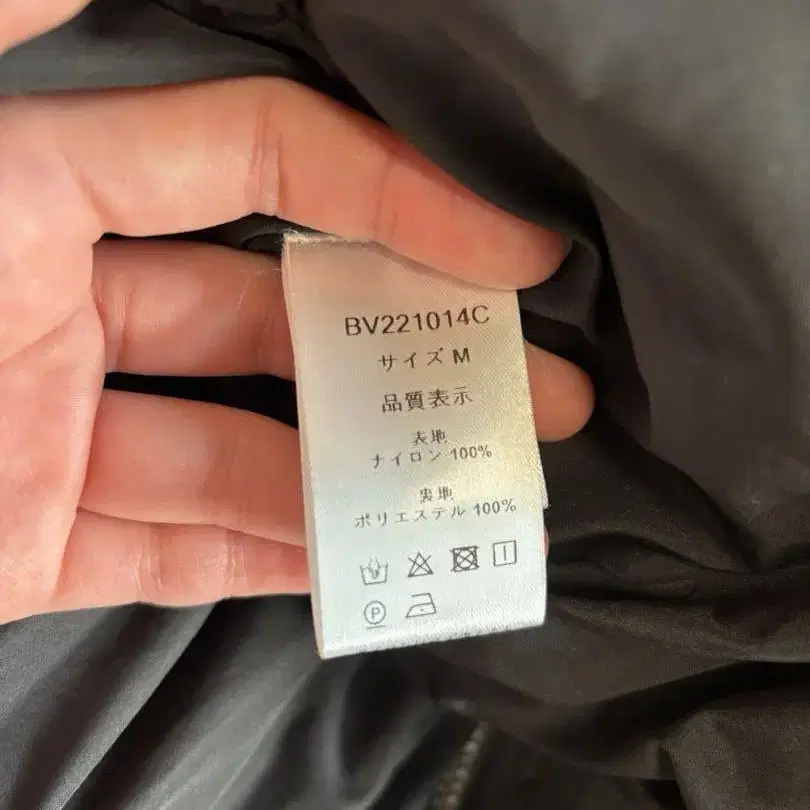 BV221014C
サイズ M
品質表示
表地
ナイロン 100%
裏地
ポリエステル 100%
P